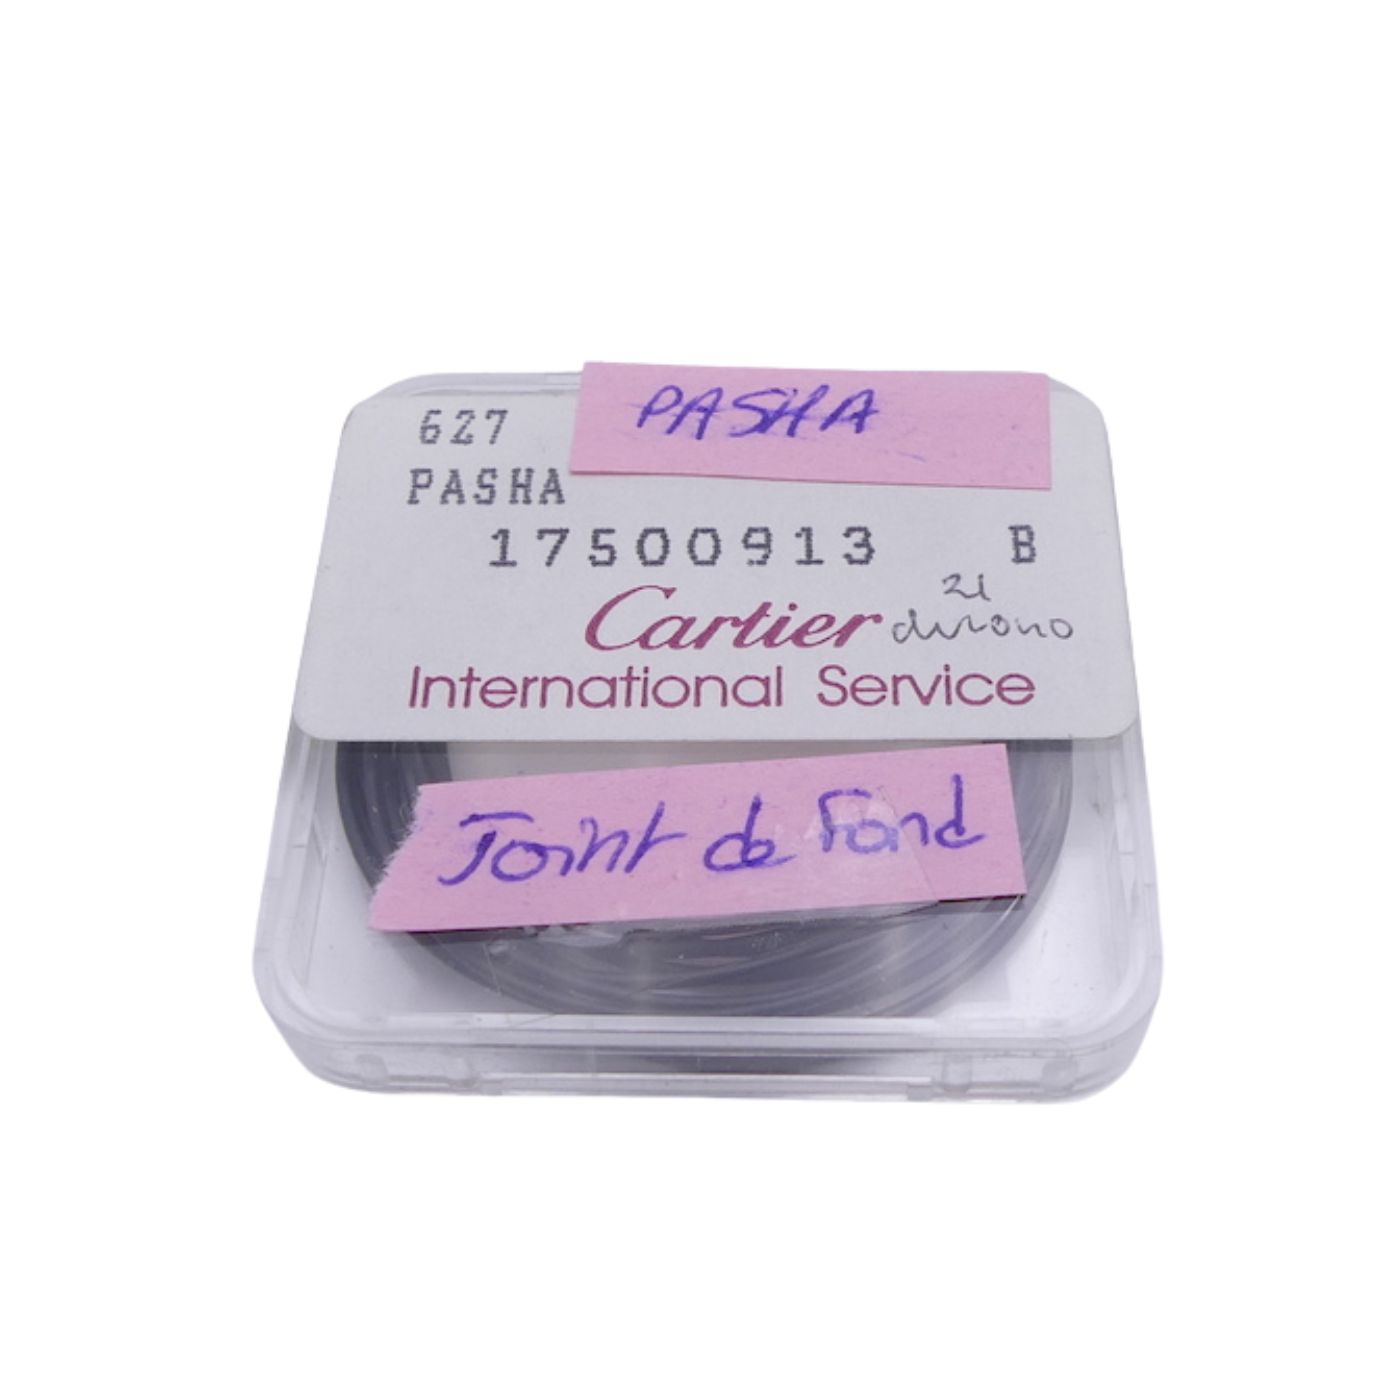 PASHA
627
PASHA
17500913 B
21
Cartier chrono
International Service
Joint de Fond